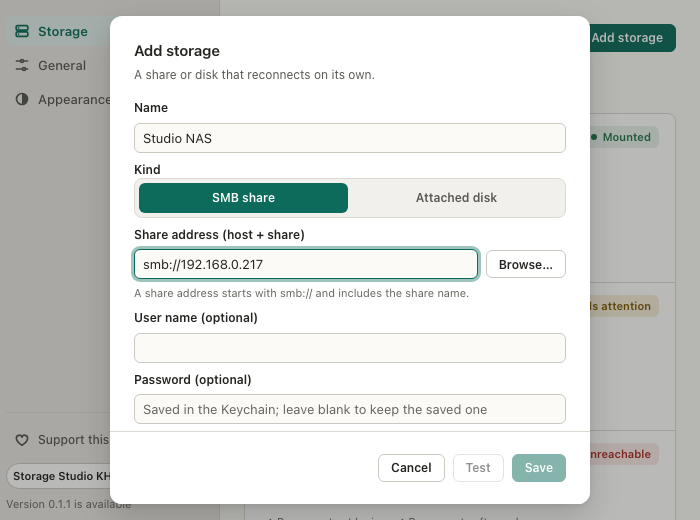 Storage
General
Appearance
Support this
Storage Studio KH
Version 0.1.1 is available
Add storage
Mounted
ls attention
nreachable
Add storage
A share or disk that reconnects on its own.
Name
Studio NAS
Kind
SMB share
Attached disk
Share address (host + share)
smb://192.168.0.217
Browse...
A share address starts with smb:// and includes the share name.
User name (optional)
Password (optional)
Saved in the Keychain; leave blank to keep the saved one
Cancel
Test
Save